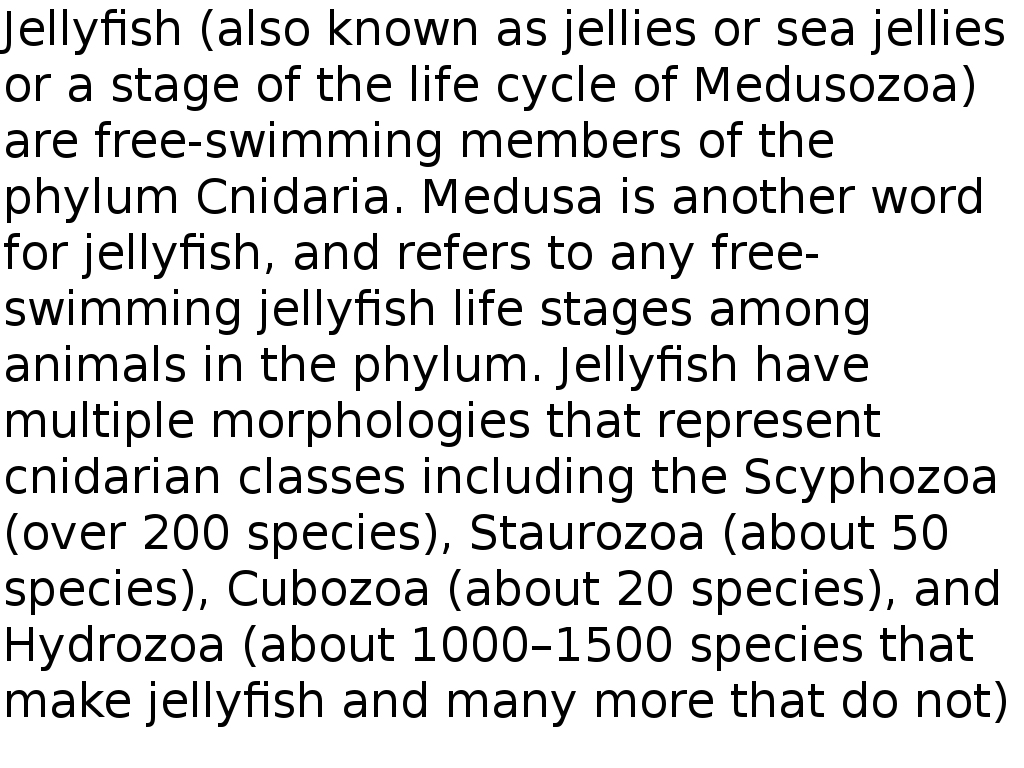 Jellyfish (also known as jellies or sea jellies
or a stage of the life cycle of Medusozoa)
are free-swimming members of the
phylum Cnidaria. Medusa is another word
for jellyfish, and refers to any free-
swimming jellyfish life stages among
animals in the phylum. Jellyfish have
multiple morphologies that represent
cnidarian classes including the Scyphozoa
(over 200 species), Staurozoa (about 50
species), Cubozoa (about 20 species), and
Hydrozoa (about 1000–1500 species that
make jellyfish and many more that do not)